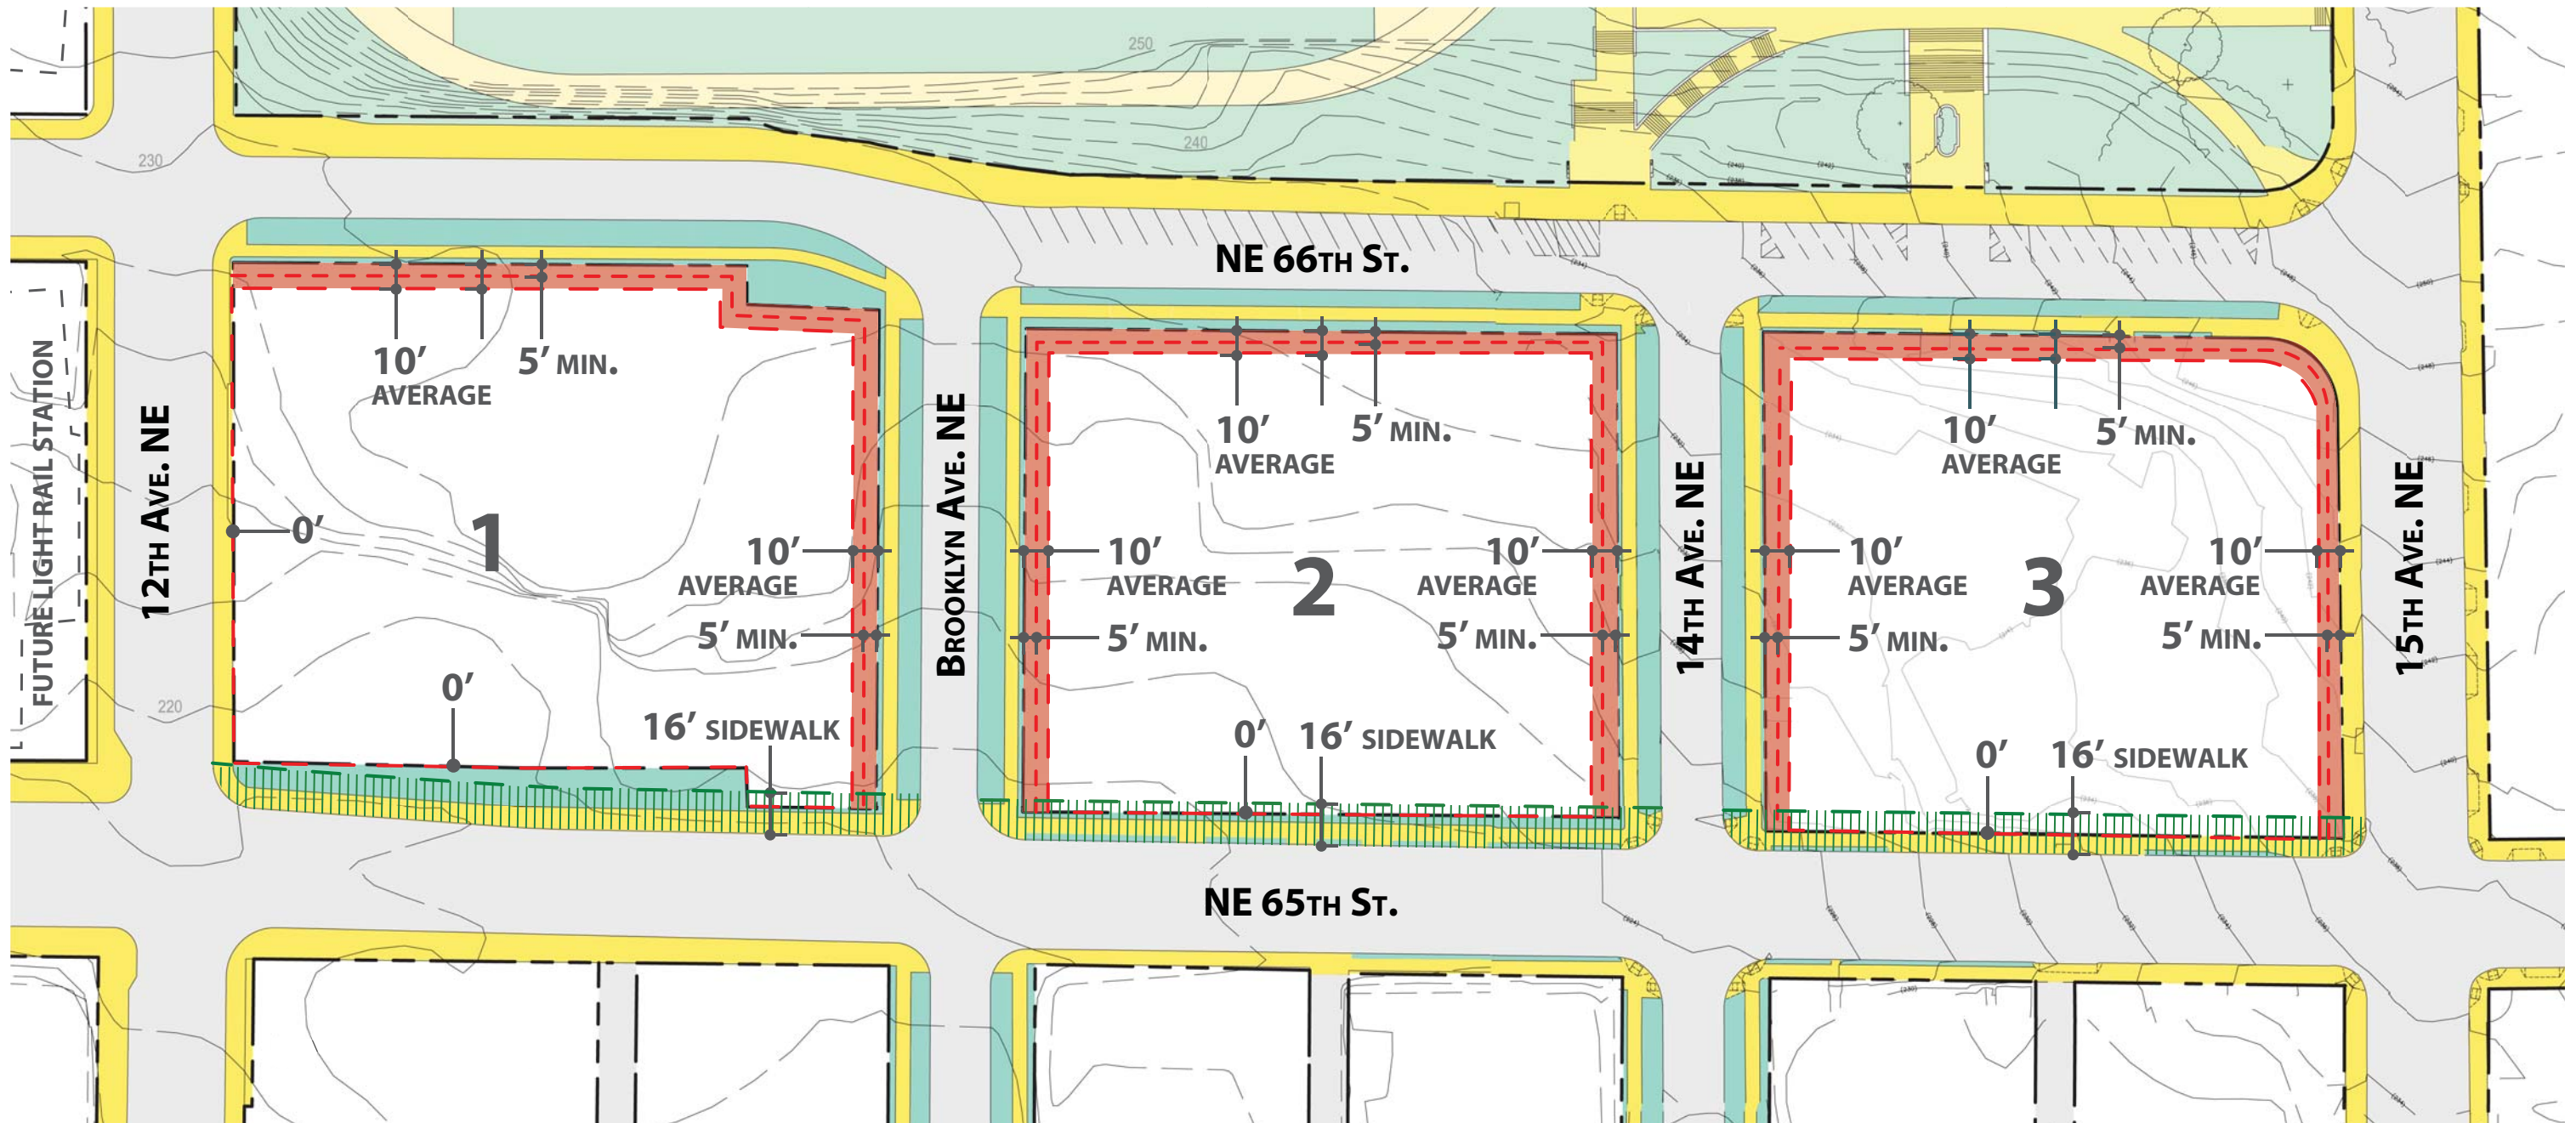 250
240
230
NE 66TH ST.
10' AVERAGE
5' MIN.
10' AVERAGE
5' MIN.
10' AVERAGE
5' MIN.
FUTURE LIGHT RAIL STATION
12TH AVE. NE
BROOKLYN AVE. NE
14TH AVE. NE
15TH AVE. NE
0'
1
10' AVERAGE
5' MIN.
10' AVERAGE
5' MIN.
2
10' AVERAGE
5' MIN.
10' AVERAGE
5' MIN.
3
10' AVERAGE
5' MIN.
220
0'
16' SIDEWALK
0'
16' SIDEWALK
0'
16' SIDEWALK
NE 65TH ST.